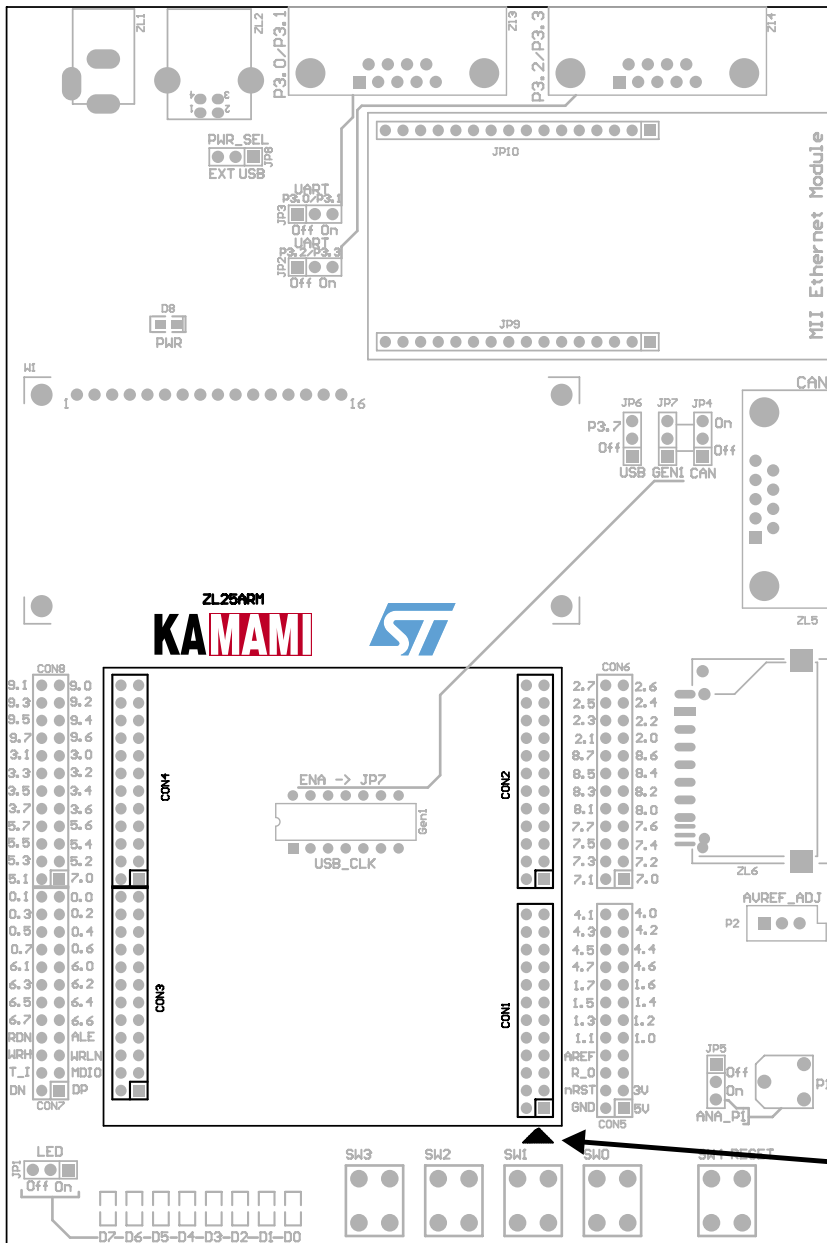 ZL1
ZL2
Z13
Z14
P3.0/P3.1
P3.2/P3.3
4 3
1 2
PWR_SEL
JP8
EXT USB
JP10
MII Ethernet Module
UART
P3.0/P3.1
JP3
Off On
UART
P3.2/P3.3
JP2
Off On
D8
PWR
JP9
WI
1
16
CAN
JP6 JP7 JP4
P3.7
On
Off
Off
USB GEN1 CAN
ZL5
ZL25ARM
KAMAMI
ST
CON8
9.1 9.0
9.3 9.2
9.5 9.4
9.7 9.6
3.1 3.0
3.3 3.2
3.5 3.4
3.7 3.6
5.7 5.6
5.5 5.4
5.3 5.2
5.1 7.0
0.1 0.0
0.3 0.2
0.5 0.4
0.7 0.6
6.1 6.0
6.3 6.2
6.5 6.4
6.7 6.6
RDN ALE
WRH WRLN
T_I MDIO
DN DP
CON7
CON4
CON3
ENA -> JP7
Gen1
USB_CLK
CON2
CON1
CON6
2.7 2.6
2.5 2.4
2.3 2.2
2.1 2.0
8.7 8.6
8.5 8.4
8.3 8.2
8.1 8.0
7.7 7.6
7.5 7.4
7.3 7.2
7.1 7.0
4.1 4.0
4.3 4.2
4.5 4.4
4.7 4.6
1.7 1.6
1.5 1.4
1.3 1.2
1.1 1.0
AREF
R_O
nRST 3V
GND 5V
CON5
ZL6
AVREF_ADJ
P2
JP5
Off
On
ANA_P1
P1
LED
JP1
Off On
D7-D6-D5-D4-D3-D2-D1-D0
SW3
SW2
SW1
SW0
SW4 RESET